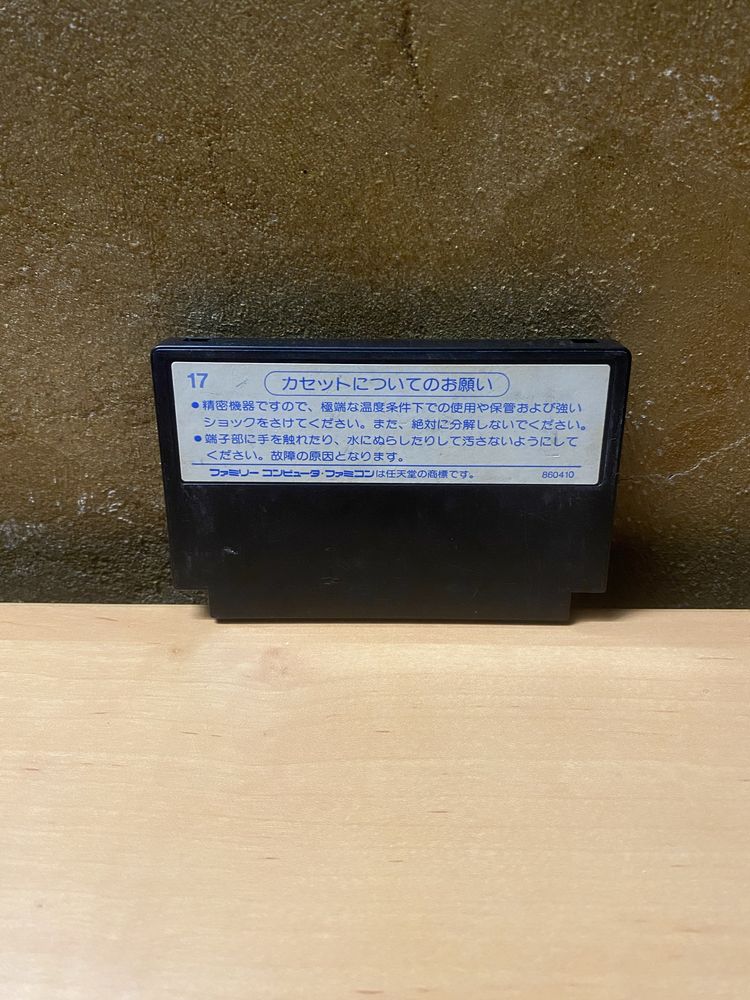 17 カセットについてのお願い
●精密機器ですので、極端な温度条件下での使用や保管および強い
ショックをさけてください。また、絶対に分解しないでください。
●端子部に手を触れたり、水にぬらしたりして汚さないようにして
ください。故障の原因となります。
ファミリーコンピュータ・ファミコンは任天堂の商標です。 860410